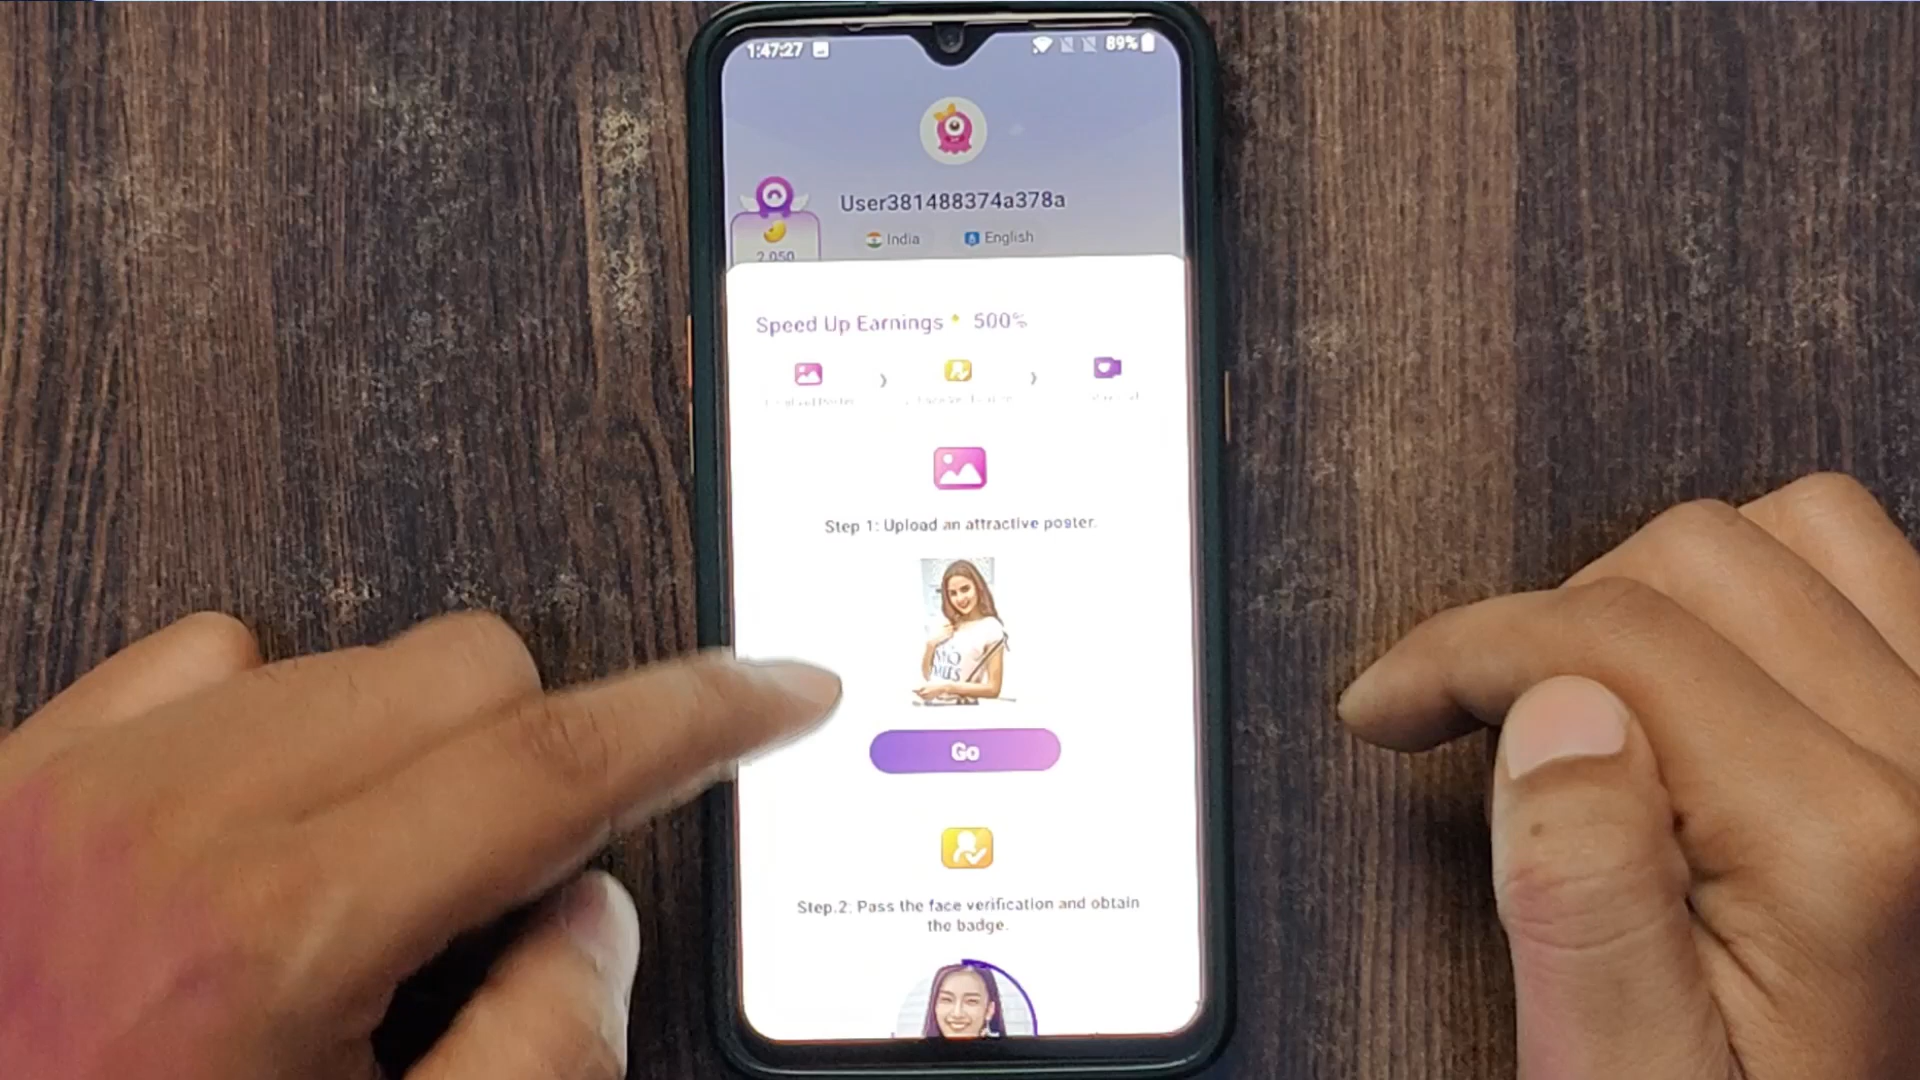 1:47:27
89%
User381488374a378a
India
English
2,050
Speed Up Earnings 500%
Step 1: Upload an attractive poster.
Go
Step.2: Pass the face verification and obtain
the badge.